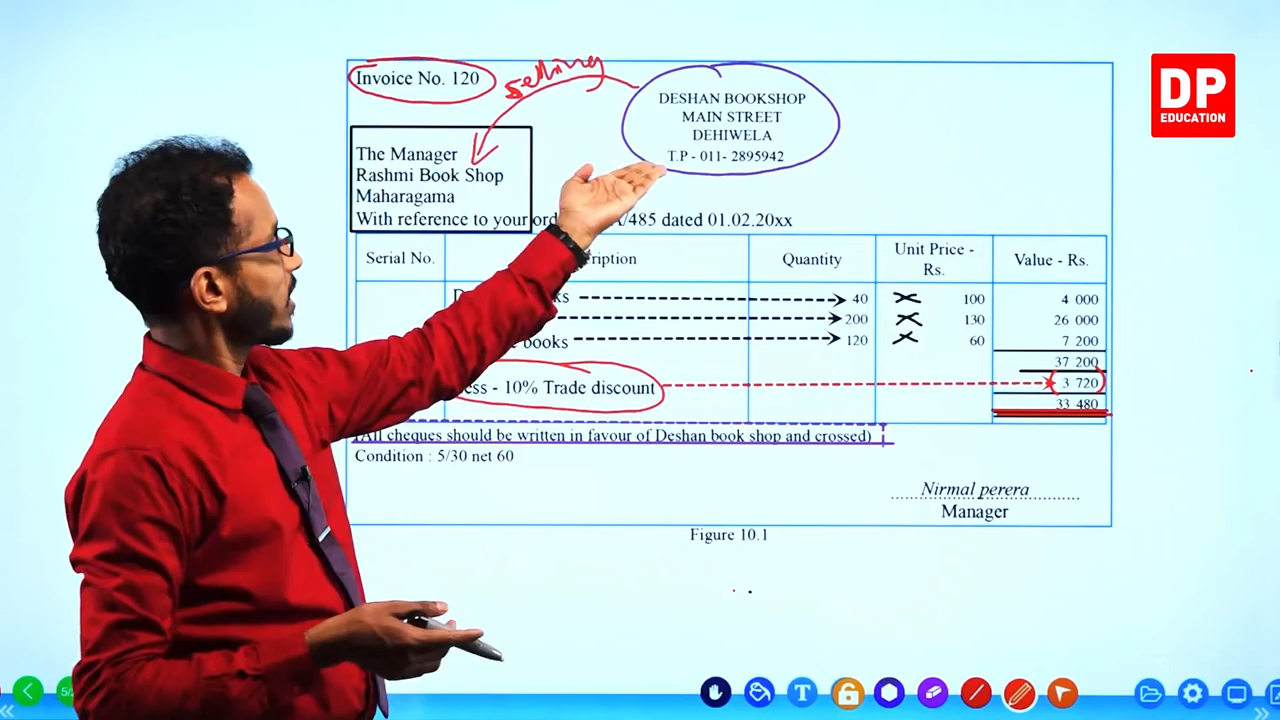 Invoice No. 120
selling
DESHAN BOOKSHOP
MAIN STREET
DEHIWELA
T.P - 011- 2895942
DP
EDUCATION
The Manager
Rashmi Book Shop
Maharagama
With reference to your /485 dated 01.02.20xx
Serial No. Quantity Unit Price - Rs. Value - Rs.
40 100 4 000
200 130 26 000
books 120 60 7 200
37 200
- 10% Trade discount 3 720
33 480
(All cheques should be written in favour of Deshan book shop and crossed)
Condition : 5/30 net 60
Nirmal perera
Manager
Figure 10.1